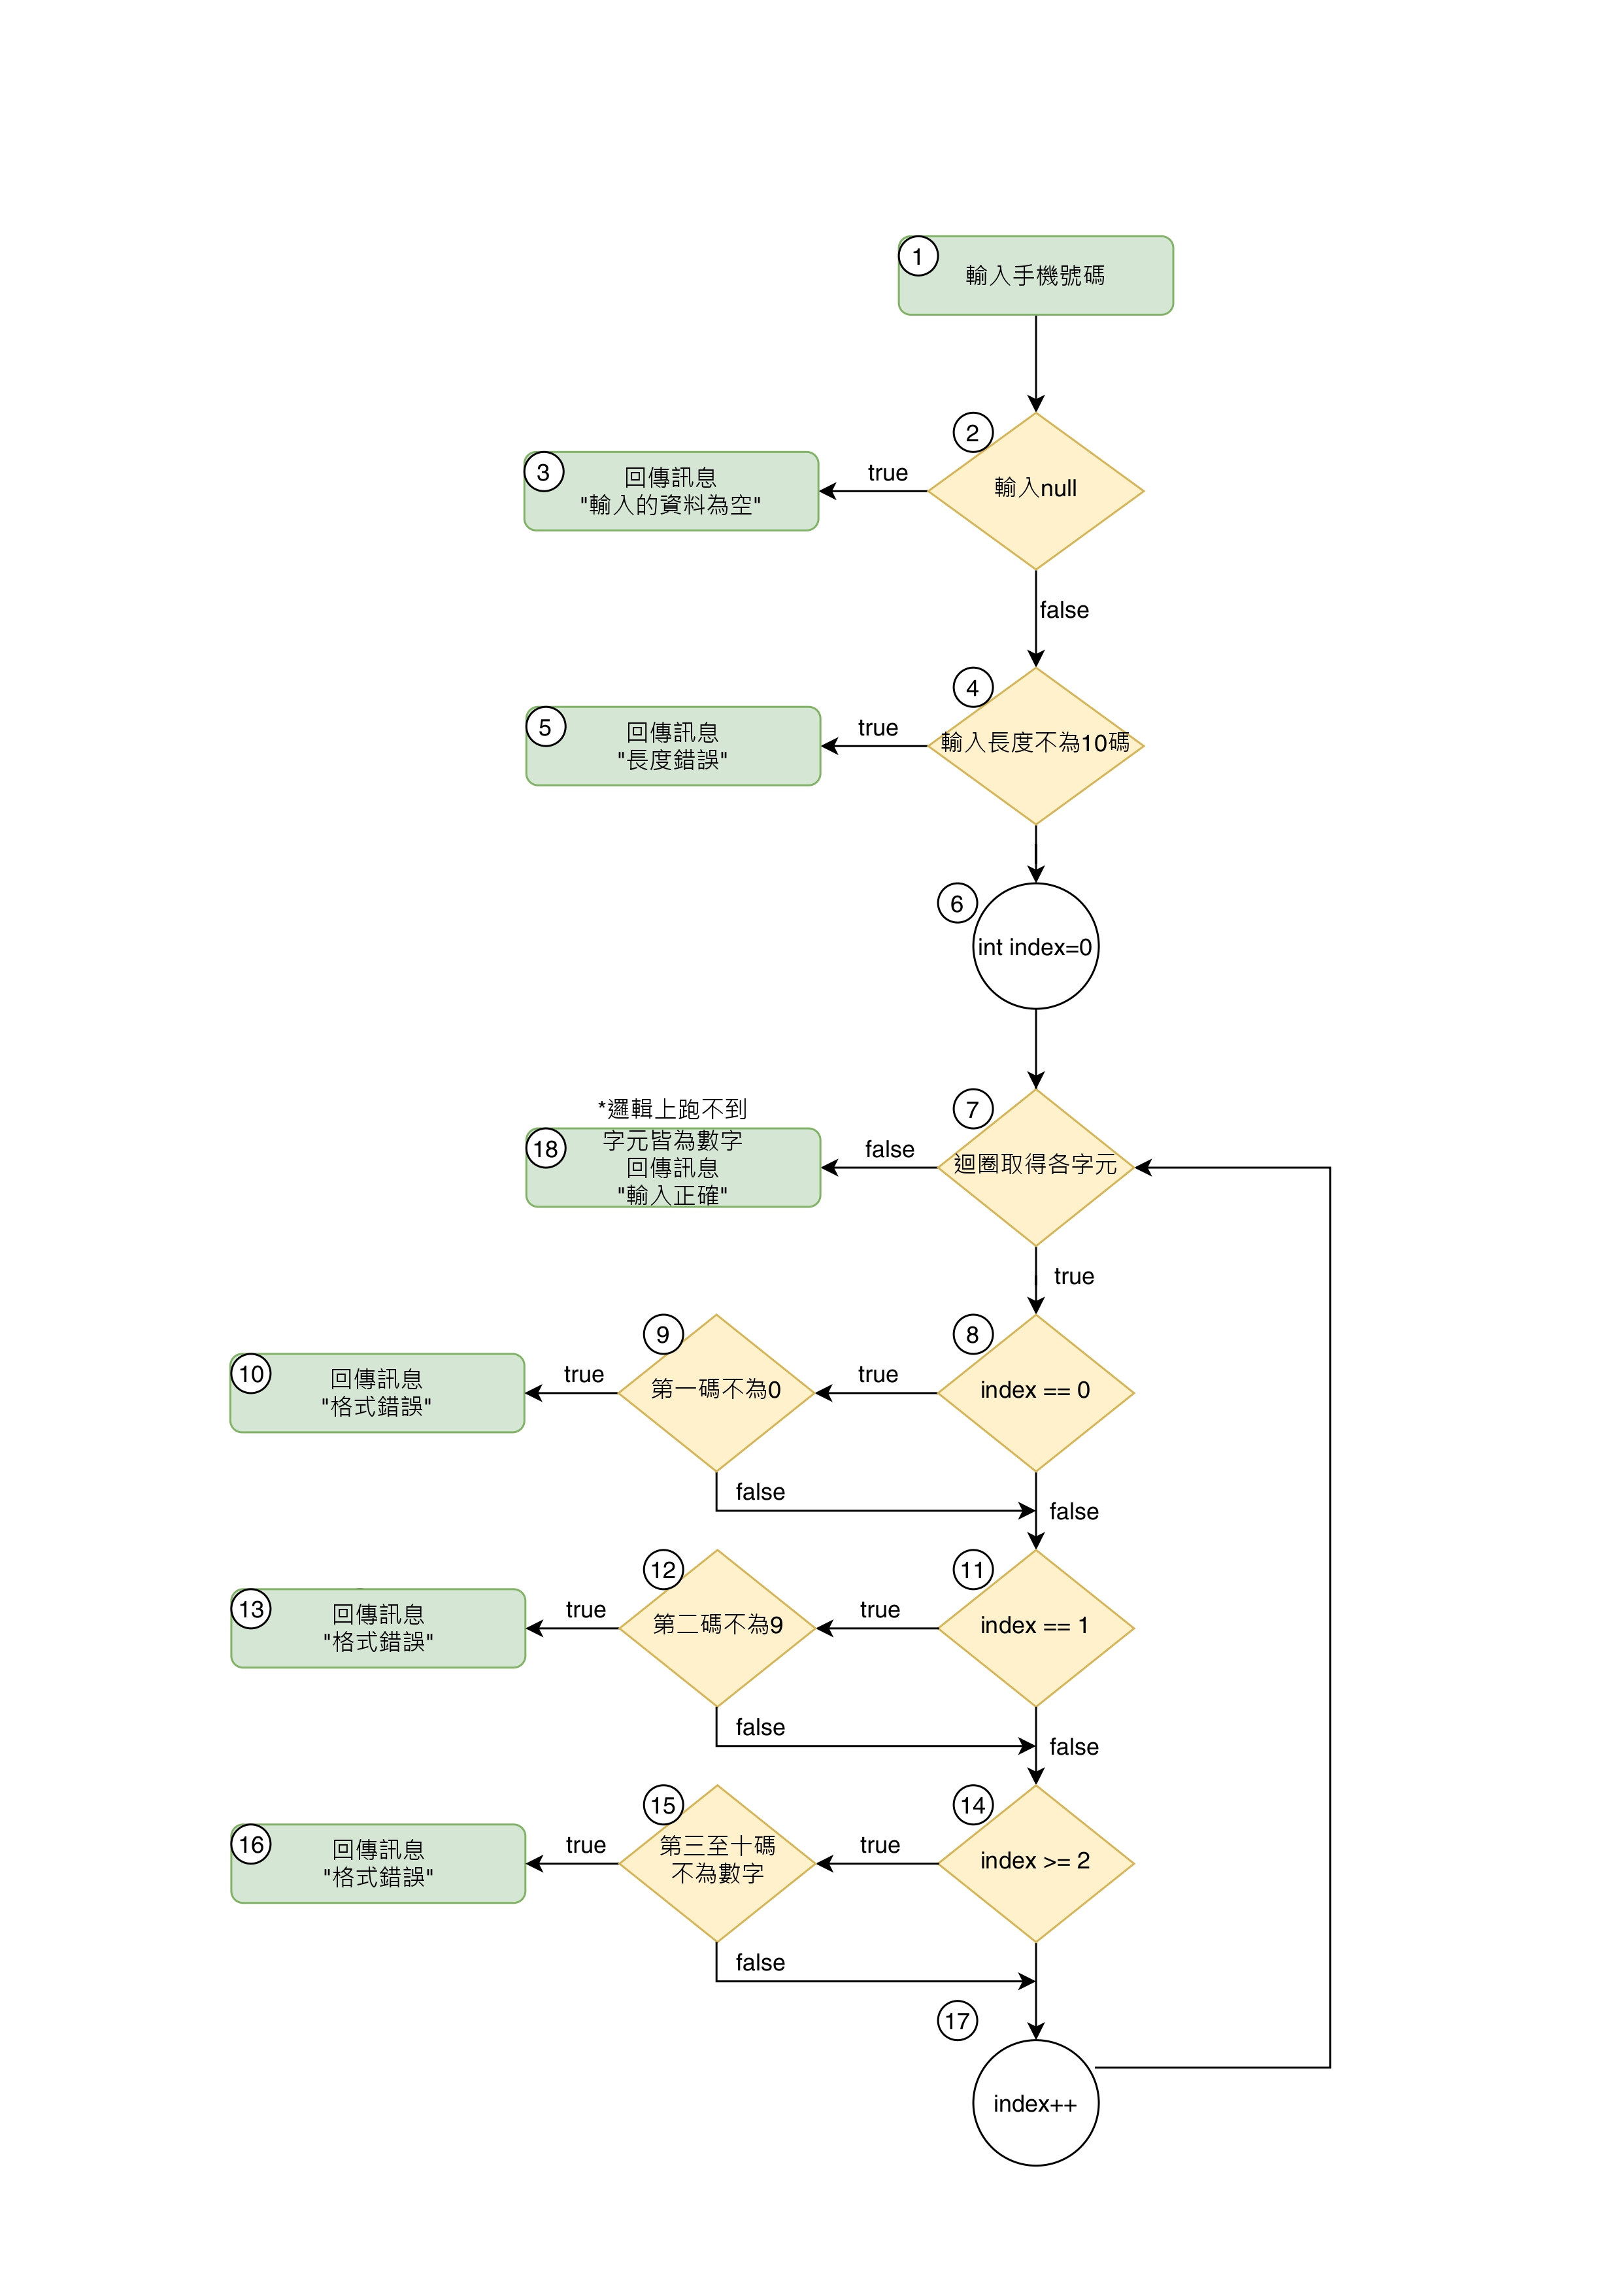 1
輸入手機號碼
2
輸入null
true
3
回傳訊息
"輸入的資料為空"
false
4
輸入長度不為10碼
true
5
回傳訊息
"長度錯誤"
6
int index=0
7
迴圈取得各字元
false
*邏輯上跑不到
18
字元皆為數字
回傳訊息
"輸入正確"
true
8
index == 0
true
9
第一碼不為0
true
10
回傳訊息
"格式錯誤"
false
false
11
index == 1
true
12
第二碼不為9
true
13
回傳訊息
"格式錯誤"
false
false
14
index >= 2
true
15
第三至十碼
不為數字
true
16
回傳訊息
"格式錯誤"
false
17
index++